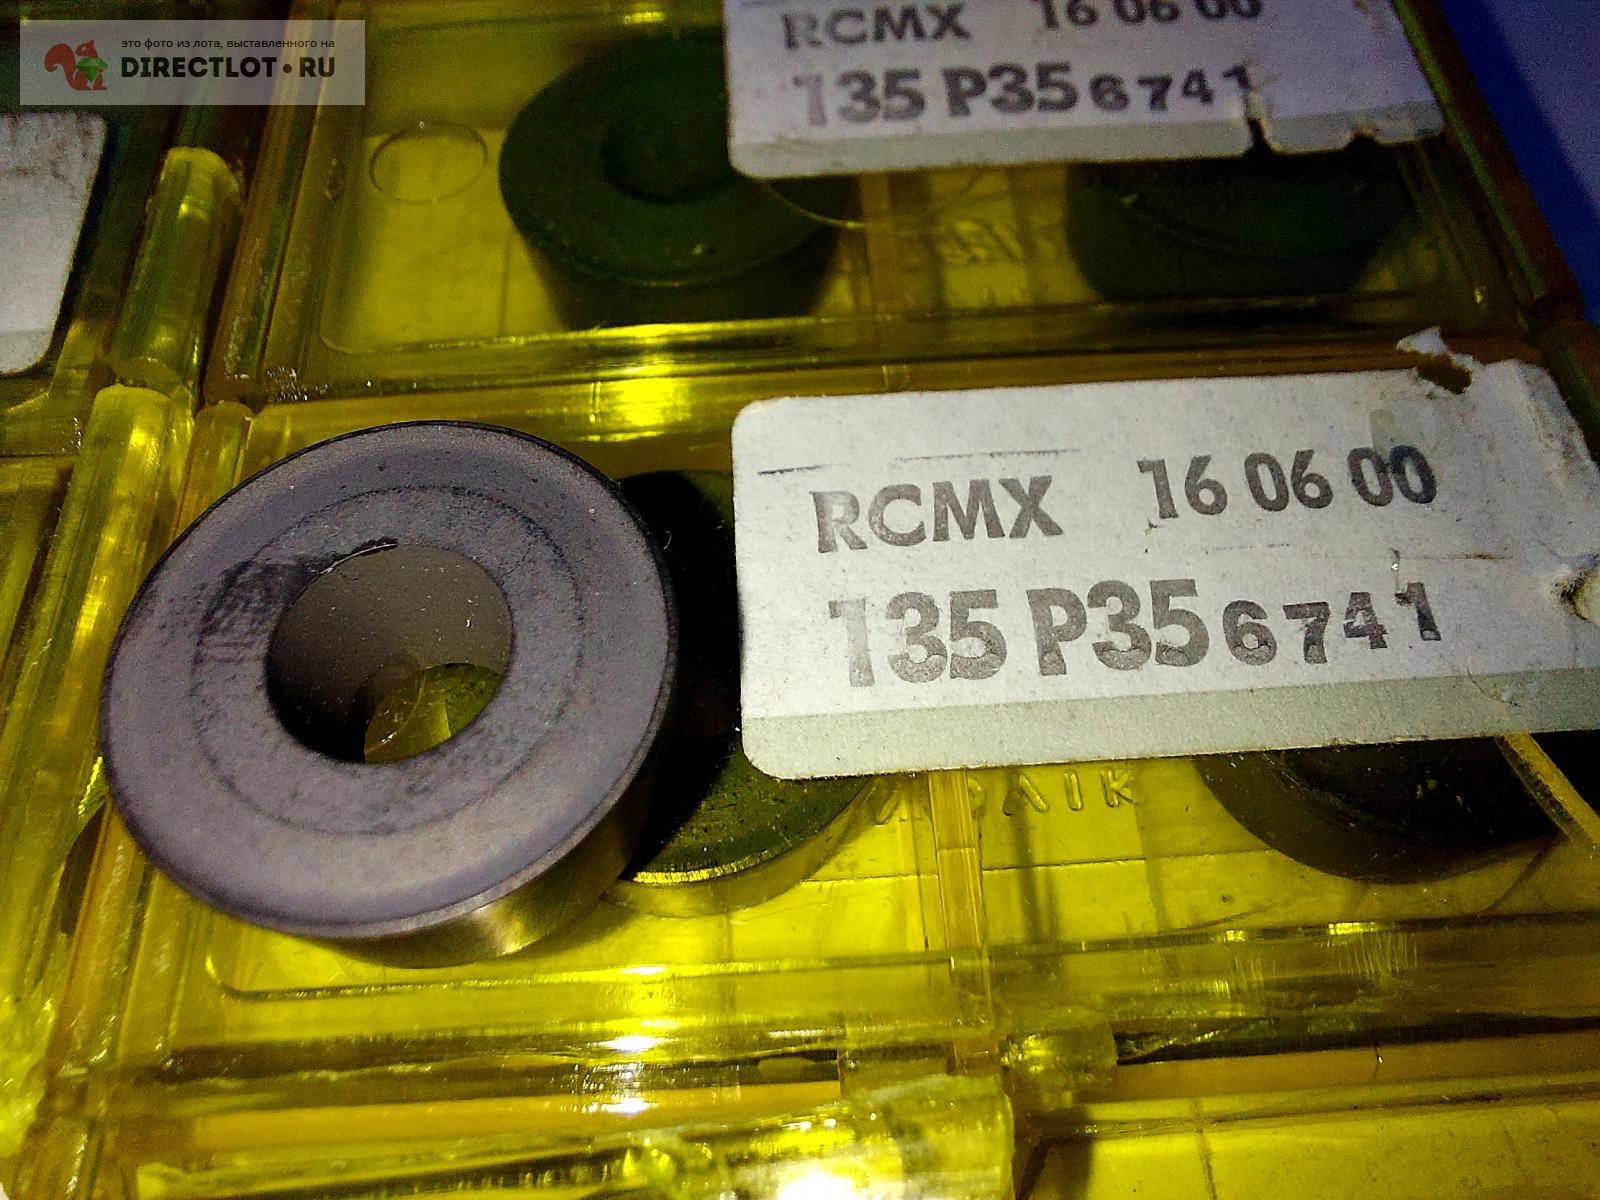 это фото из лота, выставленного на
DIRECTLOT•RU
RCMX 16 06 00
135 P35 6741
RCMX 16 06 00
135 P35 6741